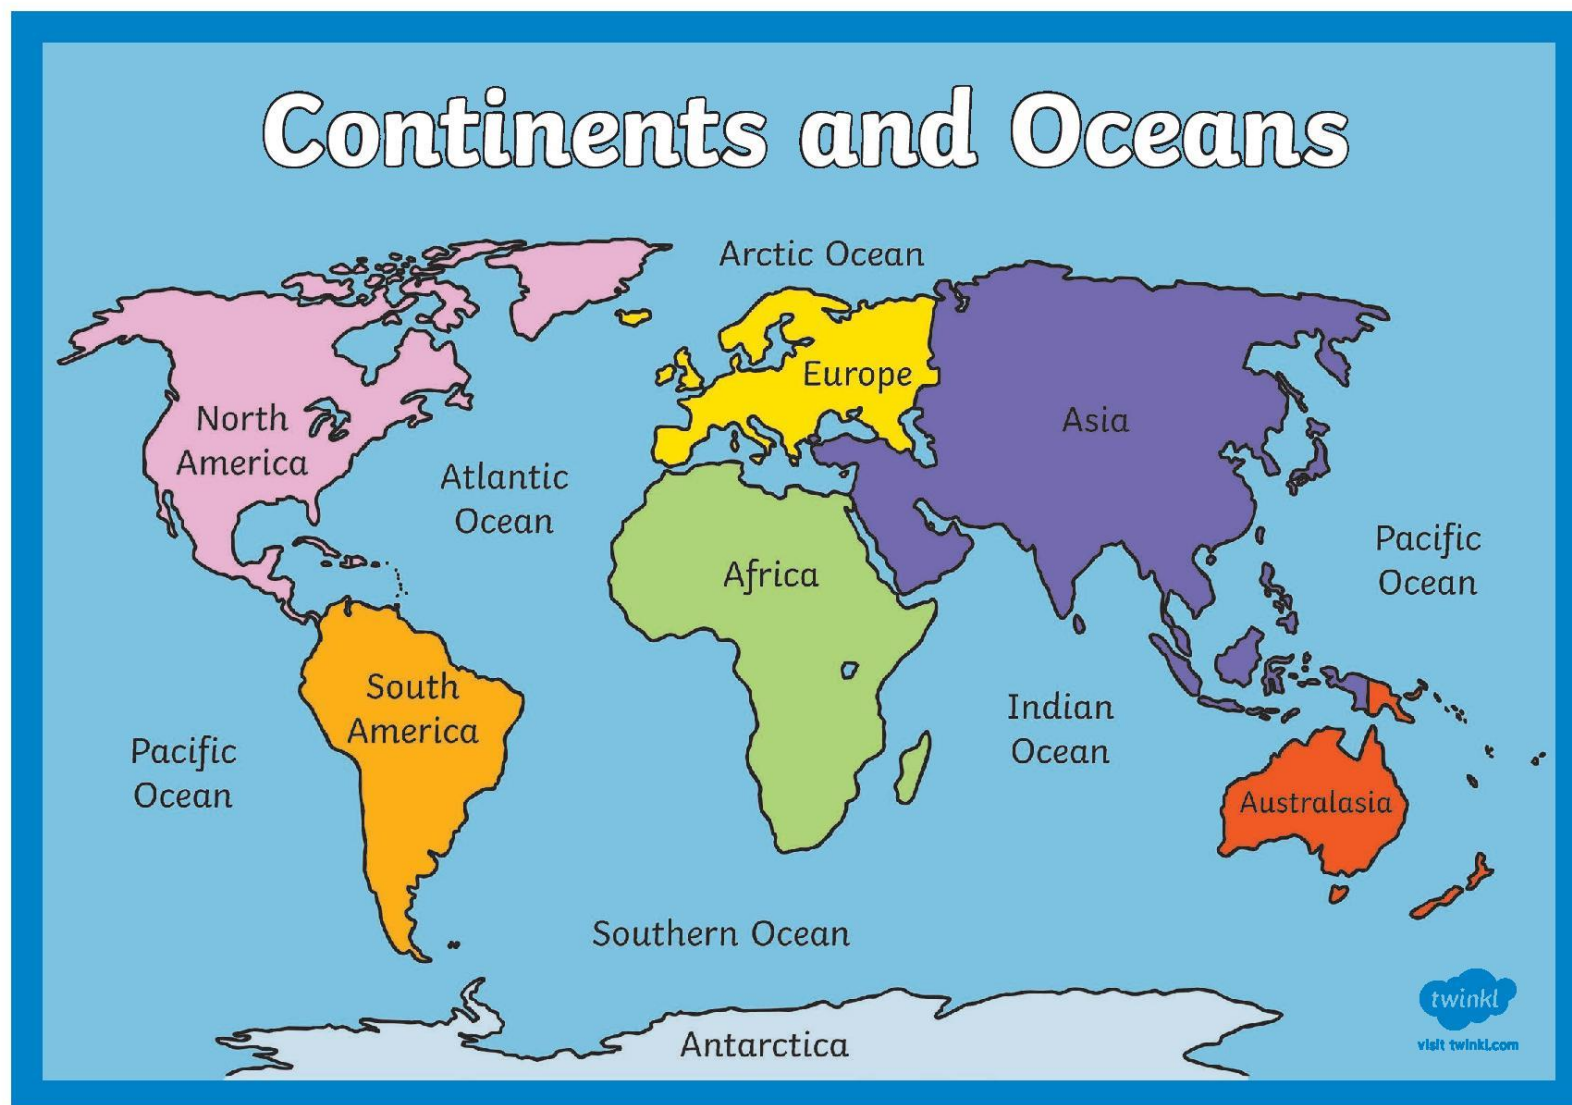 Continents and Oceans
Arctic Ocean
Europe
North
America
Asia
Atlantic
Ocean
Pacific
Ocean
Africa
South
America
Indian
Ocean
Pacific
Ocean
Australasia
Southern Ocean
Antarctica
twinkl
visit twinkl.com